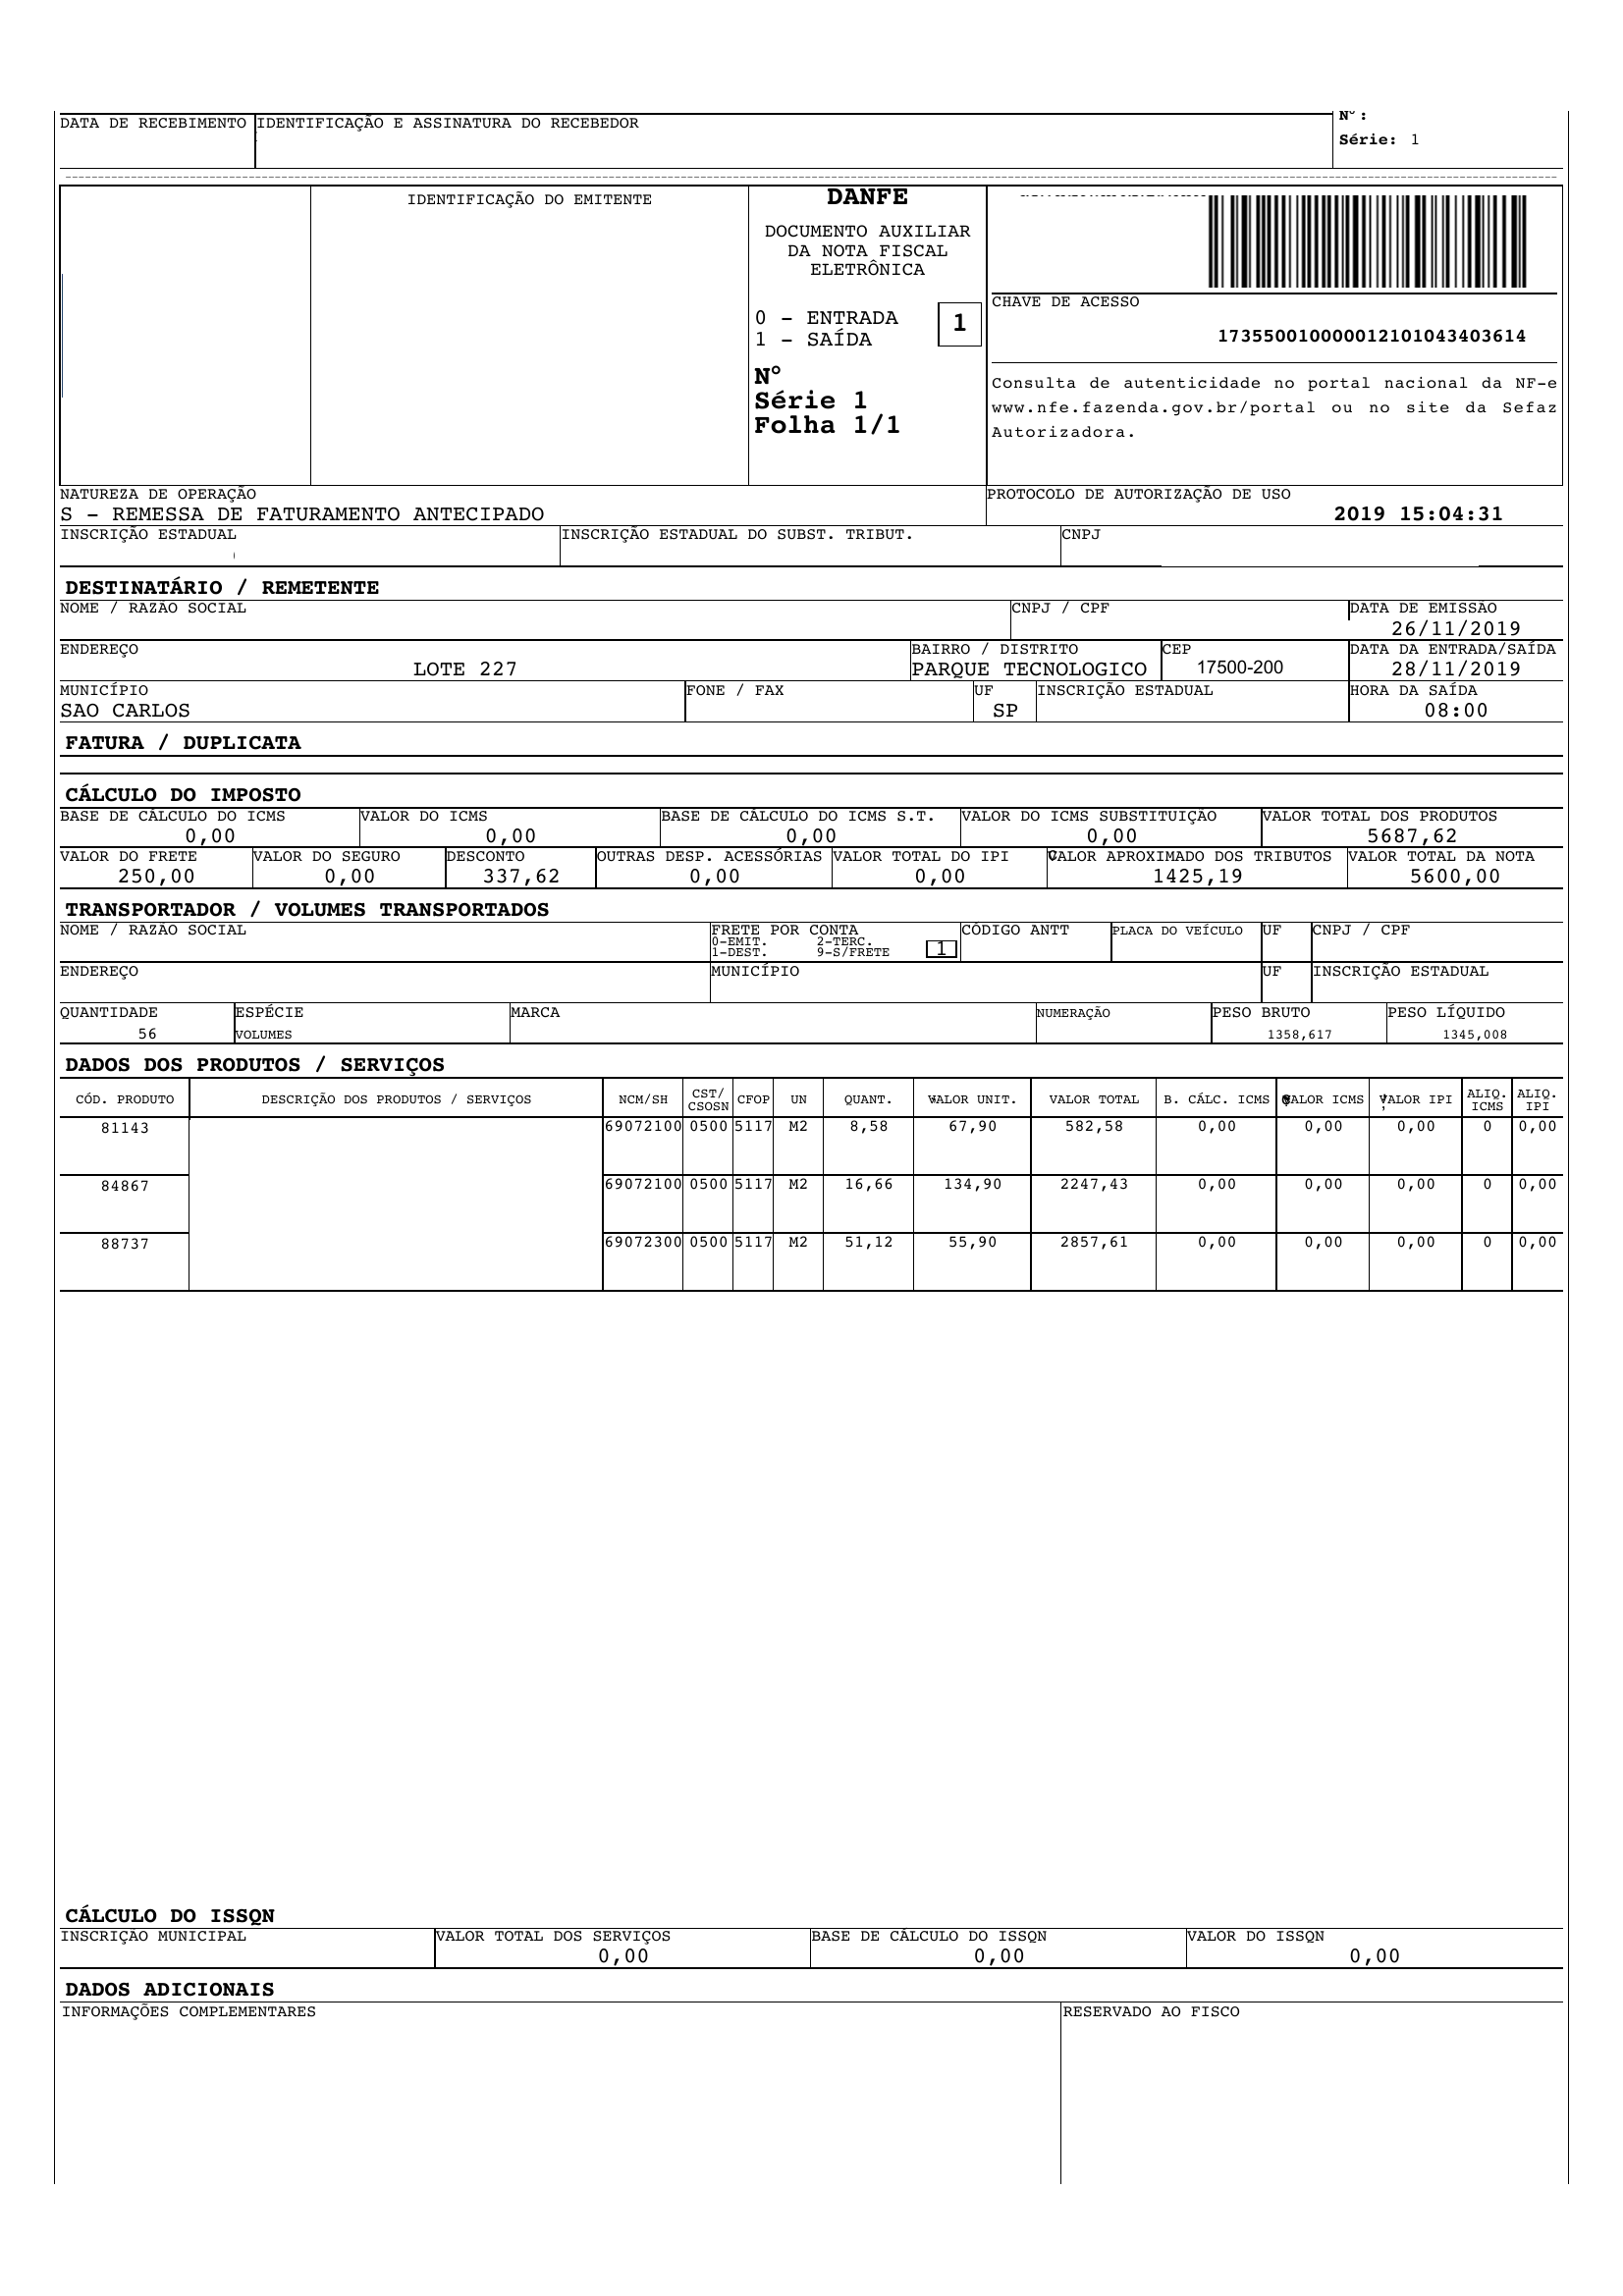 Nº:
DATA DE RECEBIMENTO IDENTIFICAÇÃO E ASSINATURA DO RECEBEDOR
Série: 1
IDENTIFICAÇÃO DO EMITENTE
DANFE
DOCUMENTO AUXILIAR
DA NOTA FISCAL
ELETRÔNICA
0 - ENTRADA
1 - SAÍDA
1
Nº
Série 1
Folha 1/1
CHAVE DE ACESSO
173550010000012101043403614
Consulta de autenticidade no portal nacional da NF-e
www.nfe.fazenda.gov.br/portal ou no site da Sefaz
Autorizadora.
NATUREZA DE OPERAÇÃO PROTOCOLO DE AUTORIZAÇÃO DE USO
S - REMESSA DE FATURAMENTO ANTECIPADO 2019 15:04:31
INSCRIÇÃO ESTADUAL INSCRIÇÃO ESTADUAL DO SUBST. TRIBUT. CNPJ
DESTINATÁRIO / REMETENTE
NOME / RAZÃO SOCIAL CNPJ / CPF DATA DE EMISSÃO
26/11/2019
ENDEREÇO BAIRRO / DISTRITO CEP DATA DA ENTRADA/SAÍDA
LOTE 227 PARQUE TECNOLOGICO 17500-200 28/11/2019
MUNICÍPIO FONE / FAX UF INSCRIÇÃO ESTADUAL HORA DA SAÍDA
SAO CARLOS SP 08:00
FATURA / DUPLICATA
CÁLCULO DO IMPOSTO
BASE DE CÁLCULO DO ICMS VALOR DO ICMS BASE DE CÁLCULO DO ICMS S.T. VALOR DO ICMS SUBSTITUIÇÃO VALOR TOTAL DOS PRODUTOS
0,00 0,00 0,00 0,00 5687,62
VALOR DO FRETE VALOR DO SEGURO DESCONTO OUTRAS DESP. ACESSÓRIAS VALOR TOTAL DO IPI VALOR APROXIMADO DOS TRIBUTOS VALOR TOTAL DA NOTA
250,00 0,00 337,62 0,00 0,00 1425,19 5600,00
TRANSPORTADOR / VOLUMES TRANSPORTADOS
NOME / RAZÃO SOCIAL FRETE POR CONTA CÓDIGO ANTT PLACA DO VEÍCULO UF CNPJ / CPF
0-EMIT. 2-TERC.
1-DEST. 9-S/FRETE 1
ENDEREÇO MUNICÍPIO UF INSCRIÇÃO ESTADUAL
QUANTIDADE ESPÉCIE MARCA NUMERAÇÃO PESO BRUTO PESO LÍQUIDO
56 VOLUMES 1358,617 1345,008
DADOS DOS PRODUTOS / SERVIÇOS
CÓD. PRODUTO DESCRIÇÃO DOS PRODUTOS / SERVIÇOS NCM/SH CST/CSOSN CFOP UN QUANT. VALOR UNIT. VALOR TOTAL B. CÁLC. ICMS VALOR ICMS VALOR IPI ALIQ. ICMS ALIQ. IPI
81143 69072100 0500 5117 M2 8,58 67,90 582,58 0,00 0,00 0,00 0 0,00
84867 69072100 0500 5117 M2 16,66 134,90 2247,43 0,00 0,00 0,00 0 0,00
88737 69072300 0500 5117 M2 51,12 55,90 2857,61 0,00 0,00 0,00 0 0,00
CÁLCULO DO ISSQN
INSCRIÇÃO MUNICIPAL VALOR TOTAL DOS SERVIÇOS BASE DE CÁLCULO DO ISSQN VALOR DO ISSQN
0,00 0,00 0,00
DADOS ADICIONAIS
INFORMAÇÕES COMPLEMENTARES RESERVADO AO FISCO